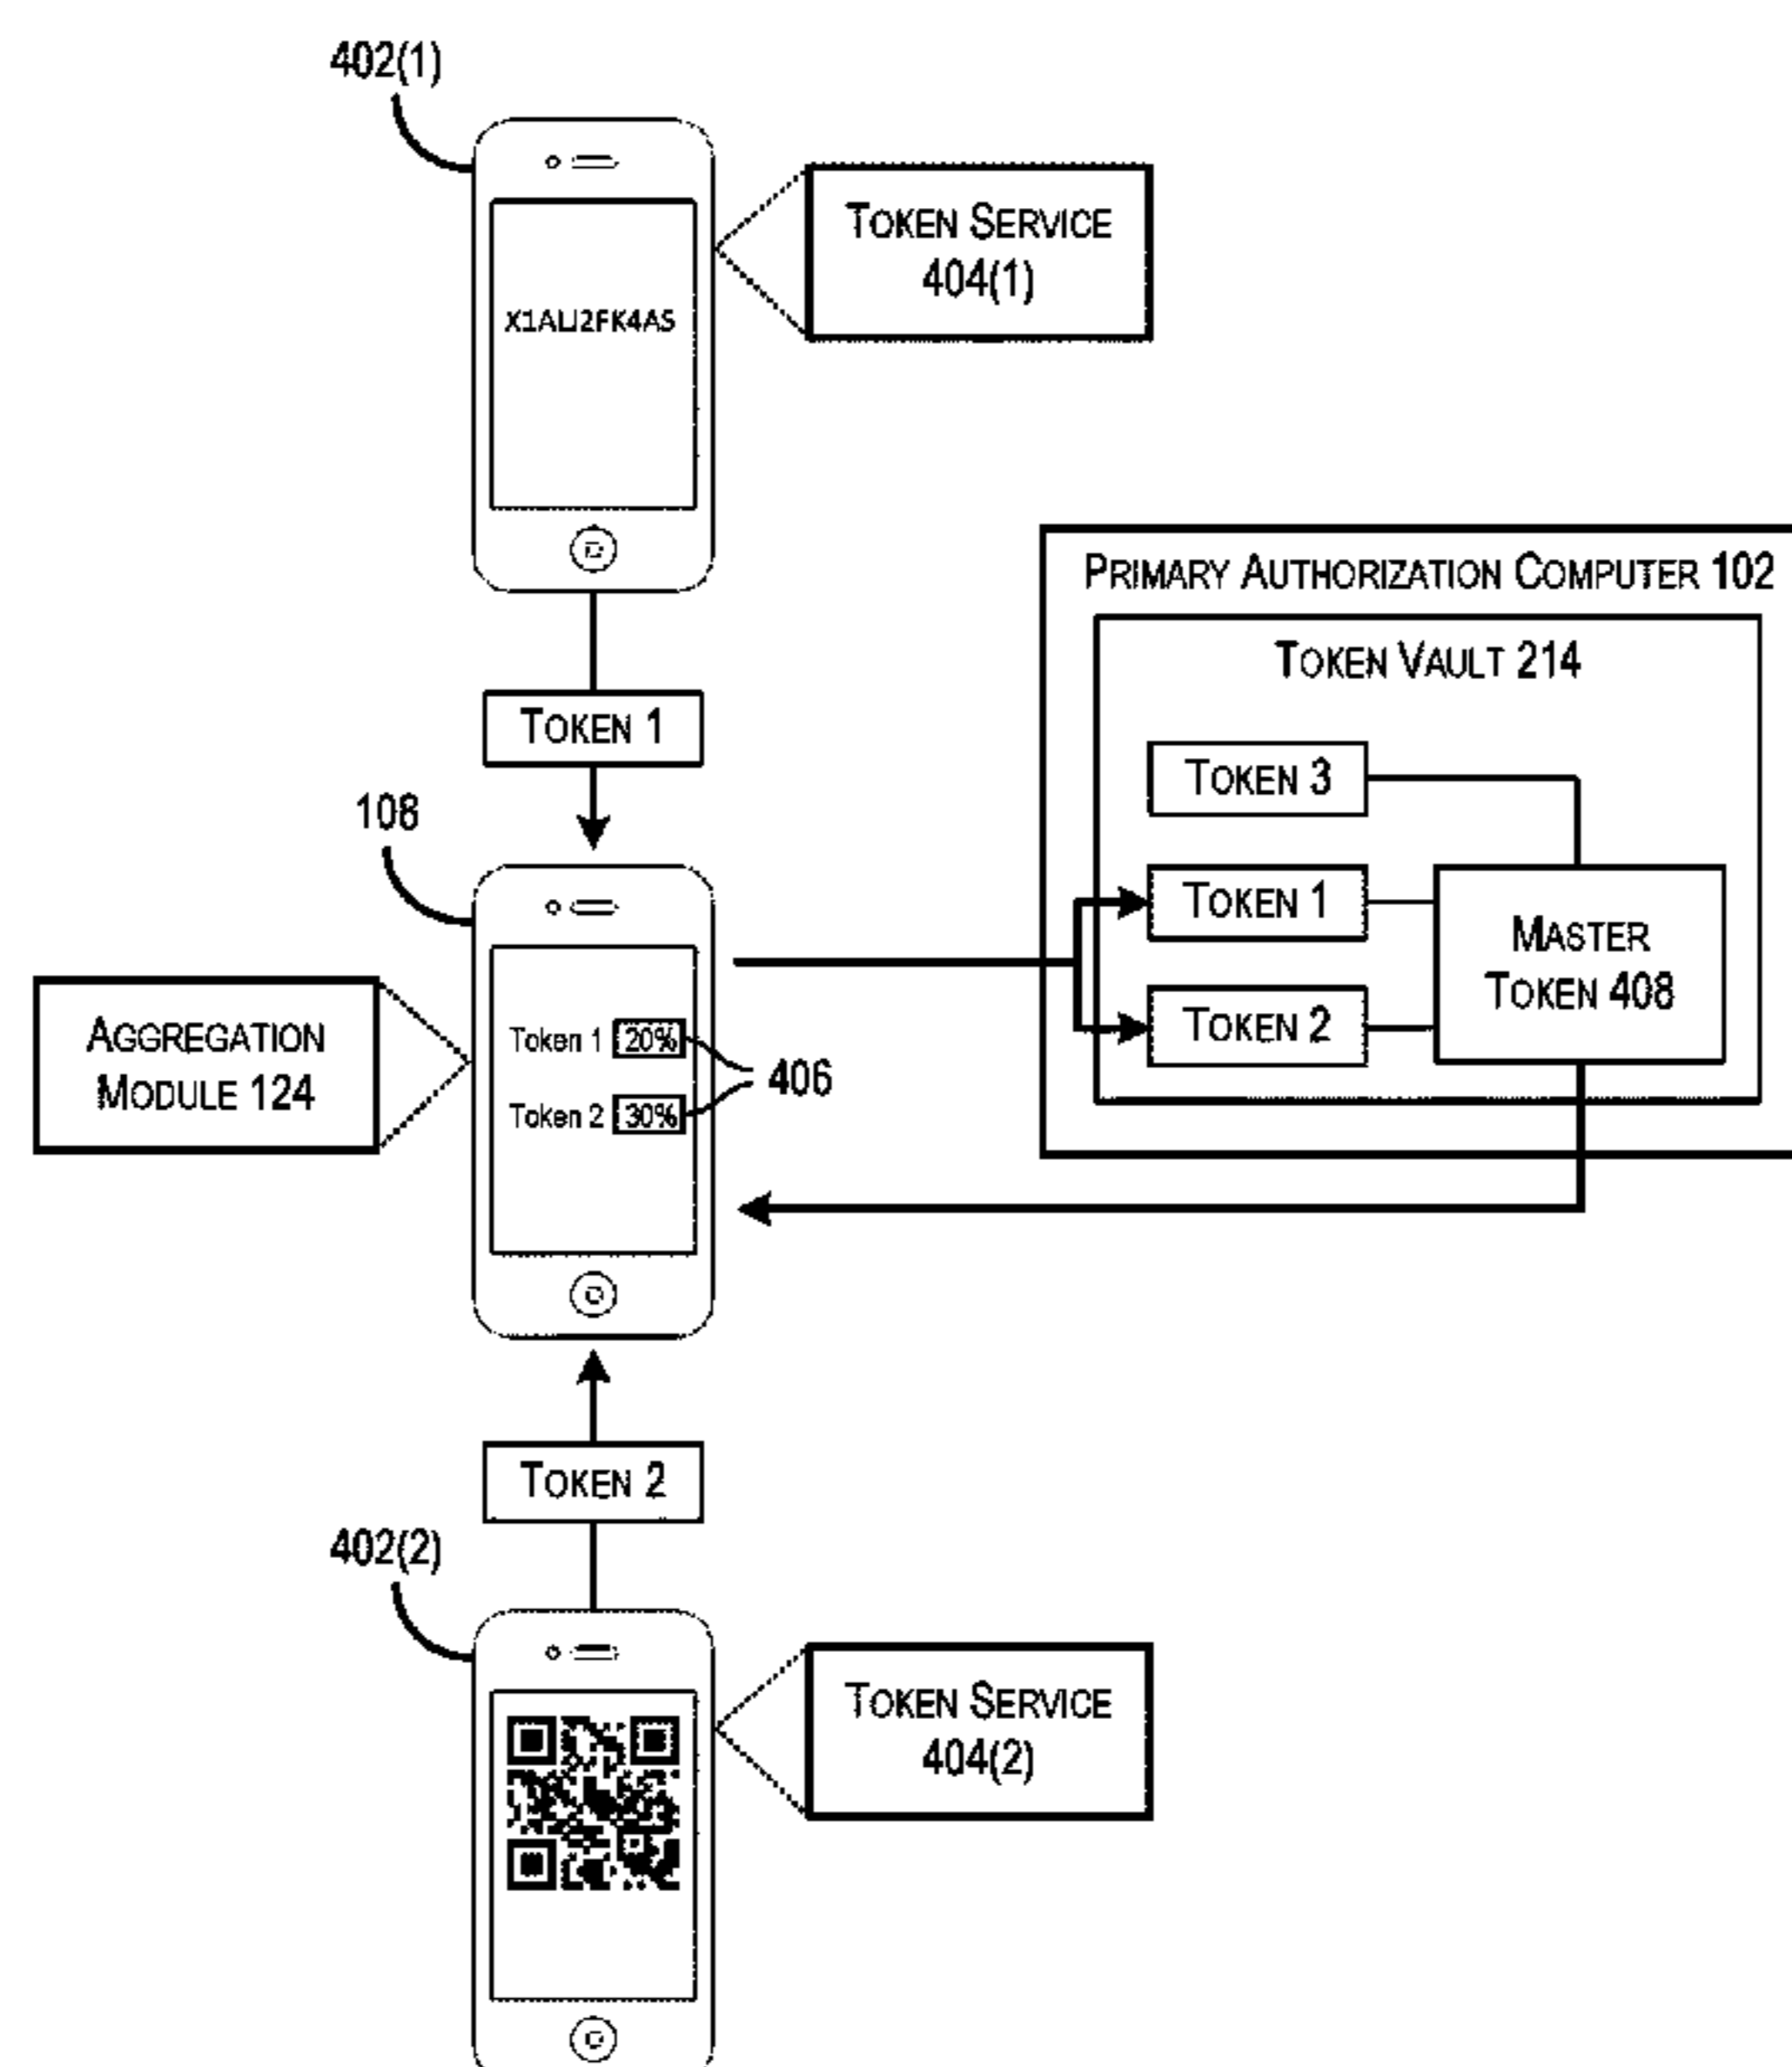 402(1)
TOKEN SERVICE
404(1)
X1ALJ2FK4AS
PRIMARY AUTHORIZATION COMPUTER 102
TOKEN VAULT 214
TOKEN 1
TOKEN 3
108
TOKEN 1
MASTER
TOKEN 408
TOKEN 2
AGGREGATION
MODULE 124
Token 1 20%
406
Token 2 30%
TOKEN 2
402(2)
TOKEN SERVICE
404(2)